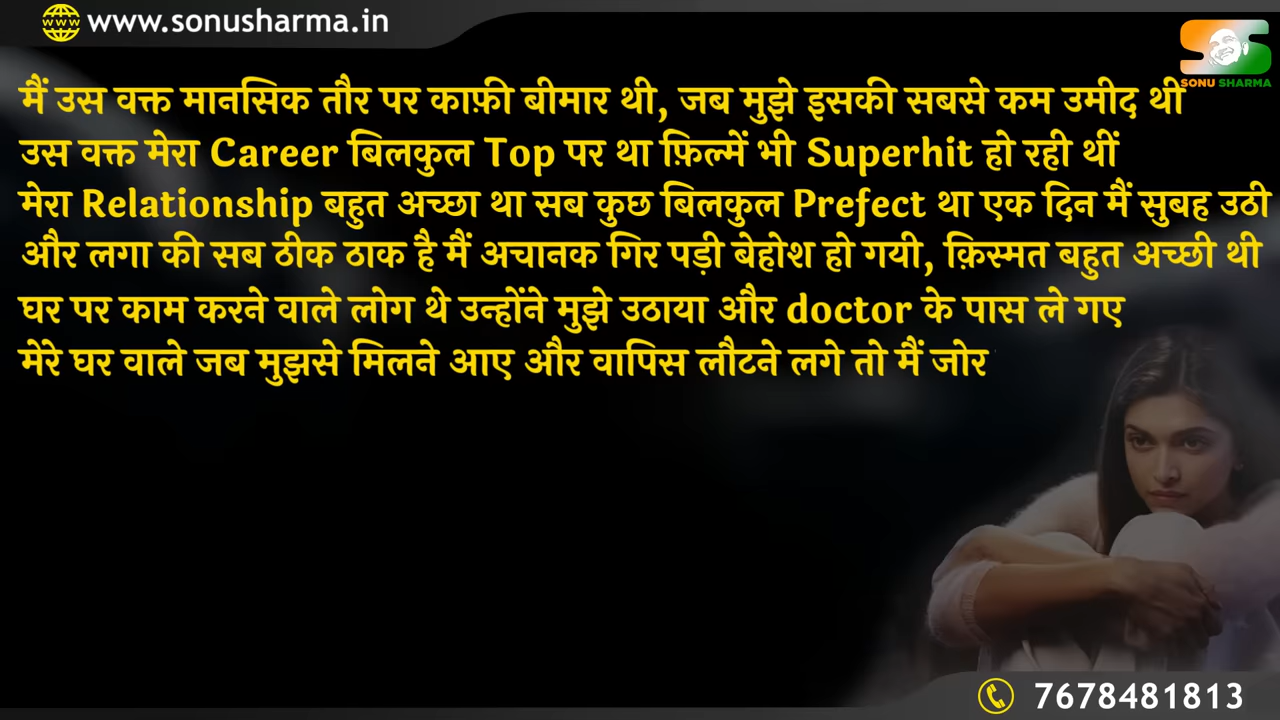 www.sonusharma.in
SONU SHARMA
मैं उस वक्त मानसिक तौर पर काफ़ी बीमार थी, जब मुझे इसकी सबसे कम उमीद थी
उस वक्त मेरा Career बिलकुल Top पर था फ़िल्में भी Superhit हो रही थीं
मेरा Relationship बहुत अच्छा था सब कुछ बिलकुल Prefect था एक दिन मैं सुबह उठी
और लगा की सब ठीक ठाक है मैं अचानक गिर पड़ी बेहोश हो गयी, क़िस्मत बहुत अच्छी थी
घर पर काम करने वाले लोग थे उन्होंने मुझे उठाया और doctor के पास ले गए
मेरे घर वाले जब मुझसे मिलने आए और वापिस लौटने लगे तो मैं जोर
7678481813